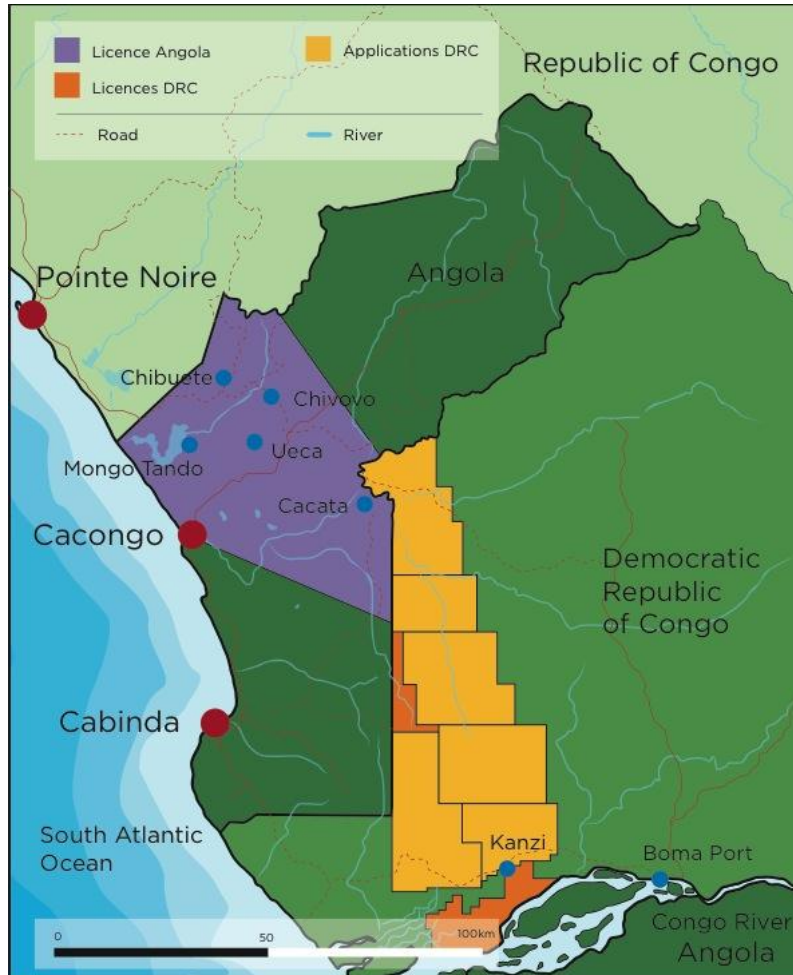 Licence Angola
Applications DRC
Licences DRC
Road
River
Republic of Congo
Angola
Pointe Noire
Chibuete
Chivovo
Mongo Tando
Ueca
Cacata
Cacongo
Democratic
Republic
of Congo
Cabinda
South Atlantic
Ocean
Kanzi
Boma Port
Congo River
Angola
0
50
100km